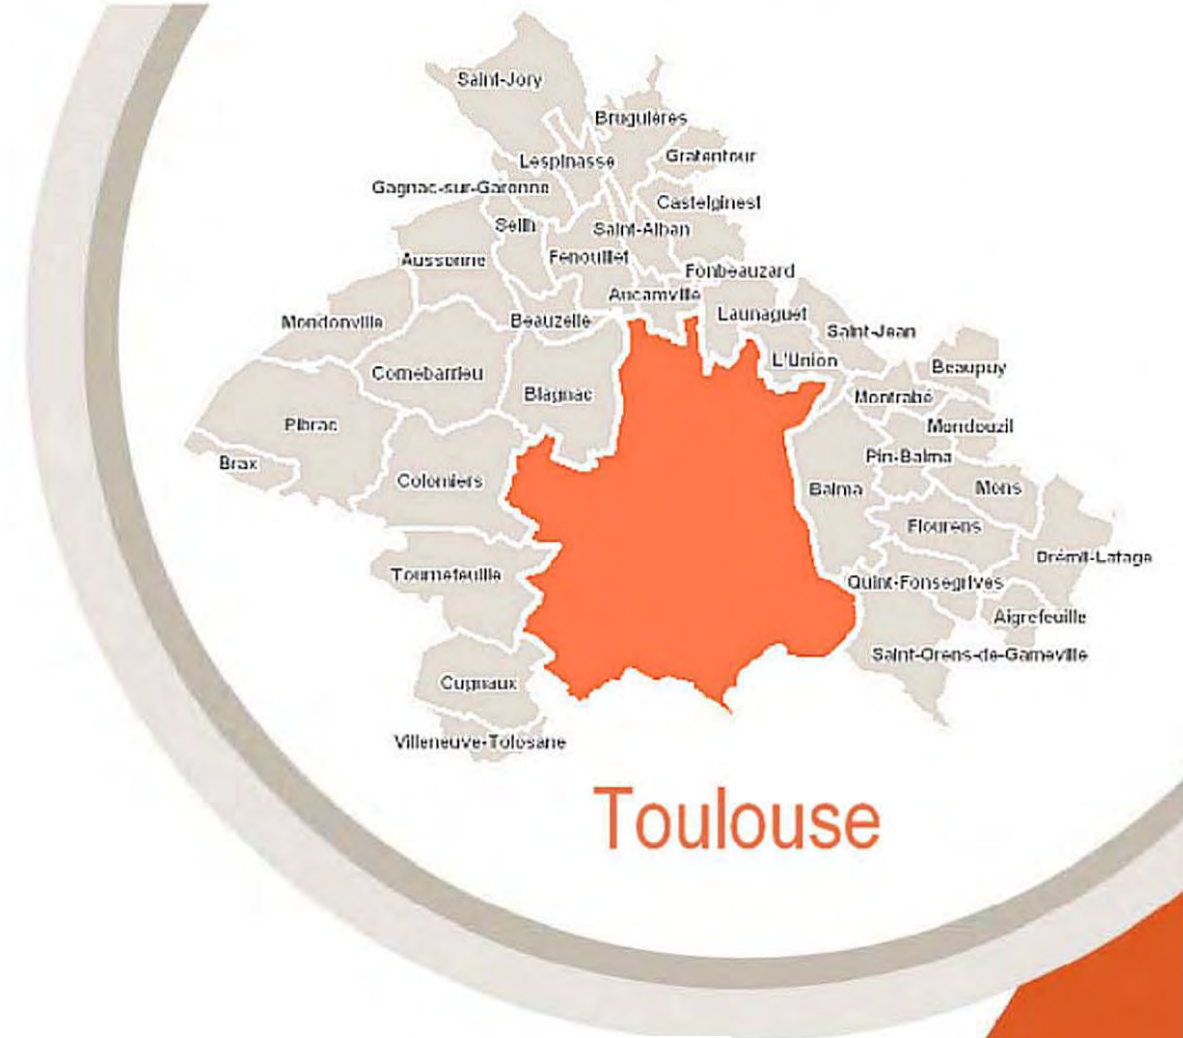 Saint-Jory
Bruguières
Gratentour
Lespinasse
Gagnac-sur-Garonne
Castelginest
Seilh
Saint-Alban
Aussonne
Fenouillet
Fonbeauzard
Aucamville
Launaguet
Mondonville
Beauzelle
Saint-Jean
L'Union
Beaupuy
Cornebarrieu
Blagnac
Montrabé
Pibrac
Mondouzil
Pin-Balma
Brax
Colomiers
Balma
Mons
Flourens
Drémil-Lafage
Tournefeuille
Quint-Fonsegrives
Aigrefeuille
Saint-Orens-de-Gameville
Cugnaux
Villeneuve-Tolosane
Toulouse